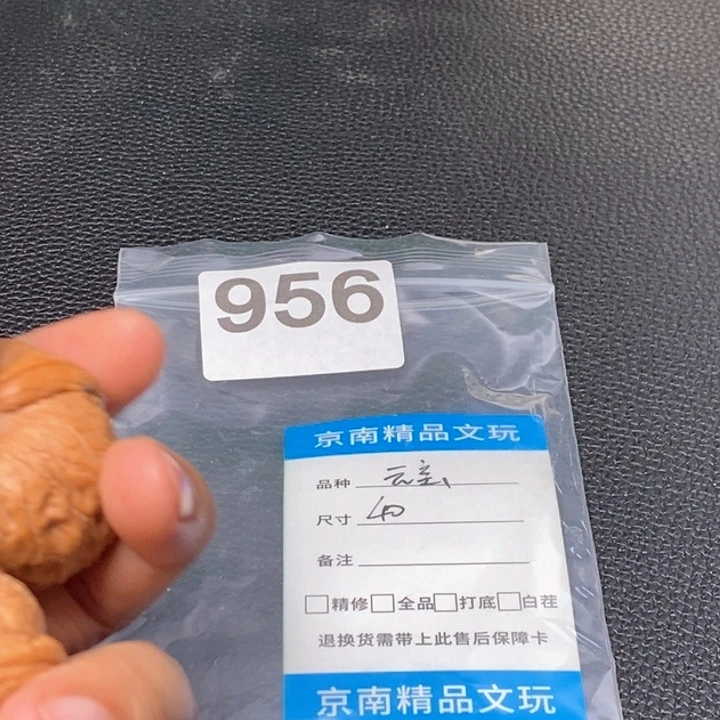 956
京南精品文玩
品种
尺寸 40
备注
精修 全品 打底 白茬
退换货需带上此售后保障卡
京南精品文玩